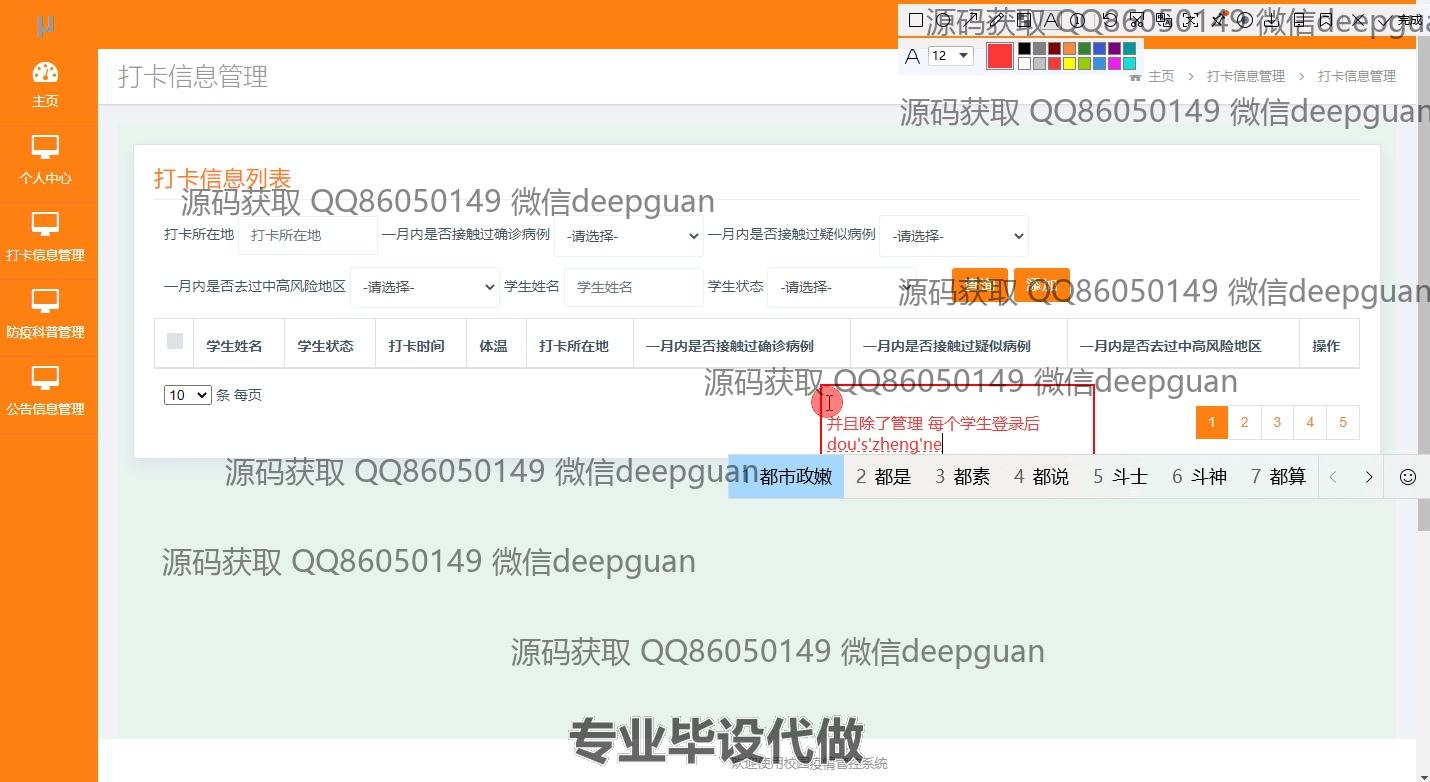 μ
源码获取 QQ86050149 微信deepguan
完成
A 12
主页
打卡信息管理
主页 > 打卡信息管理 > 打卡信息管理
源码获取 QQ86050149 微信deepguan
个人中心
打卡信息列表
源码获取 QQ86050149 微信deepguan
打卡所在地 打卡所在地 一月内是否接触过确诊病例 -请选择- 一月内是否接触过疑似病例 -请选择-
打卡信息管理
一月内是否去过中高风险地区 -请选择- 学生姓名 学生姓名 学生状态 -请选择- 查询 添加
源码获取 QQ86050149 微信deepguan
防疫科普管理
学生姓名 学生状态 打卡时间 体温 打卡所在地 一月内是否接触过确诊病例 一月内是否接触过疑似病例 一月内是否去过中高风险地区 操作
源码获取 QQ86050149 微信deepguan
10 条 每页
公告信息管理
并且除了管理 每个学生登录后
dou's'zheng'ne
1 2 3 4 5
1 都市政嫩 2 都是 3 都素 4 都说 5 斗士 6 斗神 7 都算
源码获取 QQ86050149 微信deepguan
源码获取 QQ86050149 微信deepguan
源码获取 QQ86050149 微信deepguan
专业毕设代做
欢迎使用校园疫情管控系统